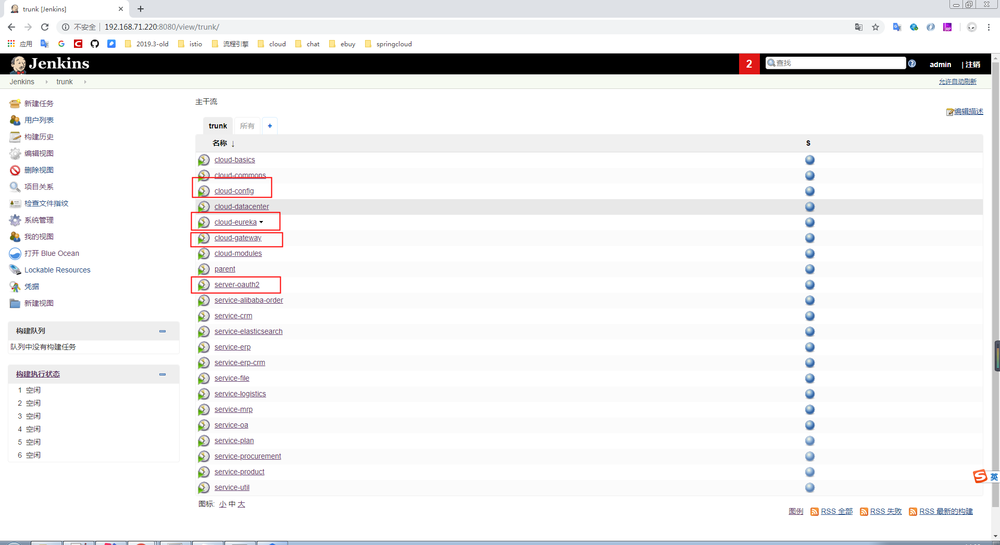 trunk [Jenkins]
不安全 192.168.71.220:8080/view/trunk/
应用 2019.3-old istio 流程引擎 cloud chat ebuy springcloud
Jenkins 2 查找 admin | 注销
Jenkins trunk 允许自动刷新
新建任务
用户列表
构建历史
编辑视图
删除视图
项目关系
检查文件指纹
系统管理
我的视图
打开 Blue Ocean
Lockable Resources
凭据
新建视图
构建队列
队列中没有构建任务
构建执行状态
1 空闲
2 空闲
3 空闲
4 空闲
5 空闲
6 空闲
主干流
编辑描述
trunk 所有 +
名称 ↓ S
cloud-basics
cloud-commons
cloud-config
cloud-datacenter
cloud-eureka
cloud-gateway
cloud-modules
parent
server-oauth2
service-alibaba-order
service-crm
service-elasticsearch
service-erp
service-erp-crm
service-file
service-logistics
service-mrp
service-oa
service-plan
service-procurement
service-product
service-util
图标: 小 中 大
图例 RSS 全部 RSS 失败 RSS 最新的构建
英